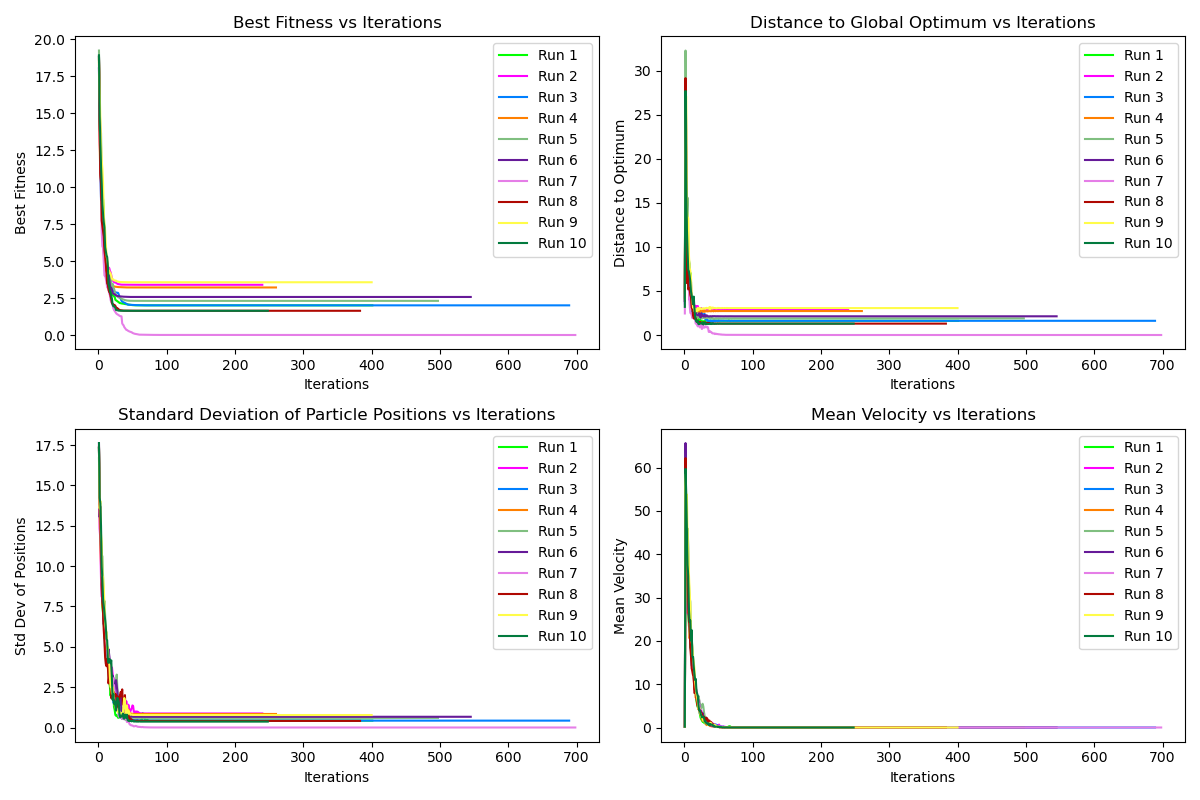 Best Fitness vs Iterations
Best Fitness
20.0
17.5
15.0
12.5
10.0
7.5
5.0
2.5
0.0
0 100 200 300 400 500 600 700
Iterations
Run 1
Run 2
Run 3
Run 4
Run 5
Run 6
Run 7
Run 8
Run 9
Run 10
Distance to Global Optimum vs Iterations
Distance to Optimum
30
25
20
15
10
5
0
0 100 200 300 400 500 600 700
Iterations
Run 1
Run 2
Run 3
Run 4
Run 5
Run 6
Run 7
Run 8
Run 9
Run 10
Standard Deviation of Particle Positions vs Iterations
Std Dev of Positions
17.5
15.0
12.5
10.0
7.5
5.0
2.5
0.0
0 100 200 300 400 500 600 700
Iterations
Run 1
Run 2
Run 3
Run 4
Run 5
Run 6
Run 7
Run 8
Run 9
Run 10
Mean Velocity vs Iterations
Mean Velocity
60
50
40
30
20
10
0
0 100 200 300 400 500 600 700
Iterations
Run 1
Run 2
Run 3
Run 4
Run 5
Run 6
Run 7
Run 8
Run 9
Run 10